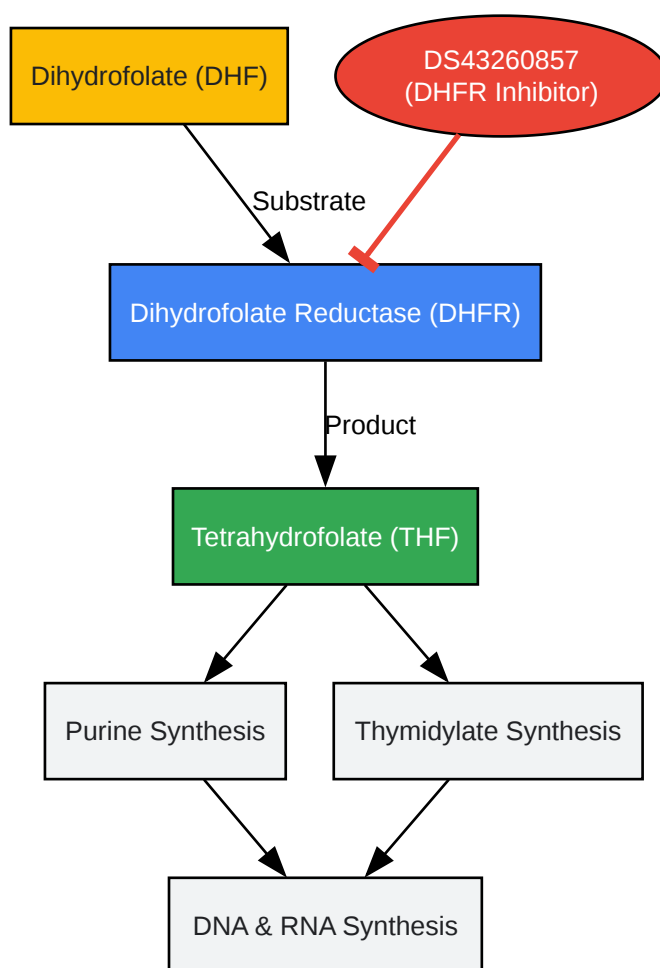 Dihydrofolate (DHF)
DS43260857
(DHFR Inhibitor)
Substrate
Dihydrofolate Reductase (DHFR)
Product
Tetrahydrofolate (THF)
Purine Synthesis
Thymidylate Synthesis
DNA & RNA Synthesis